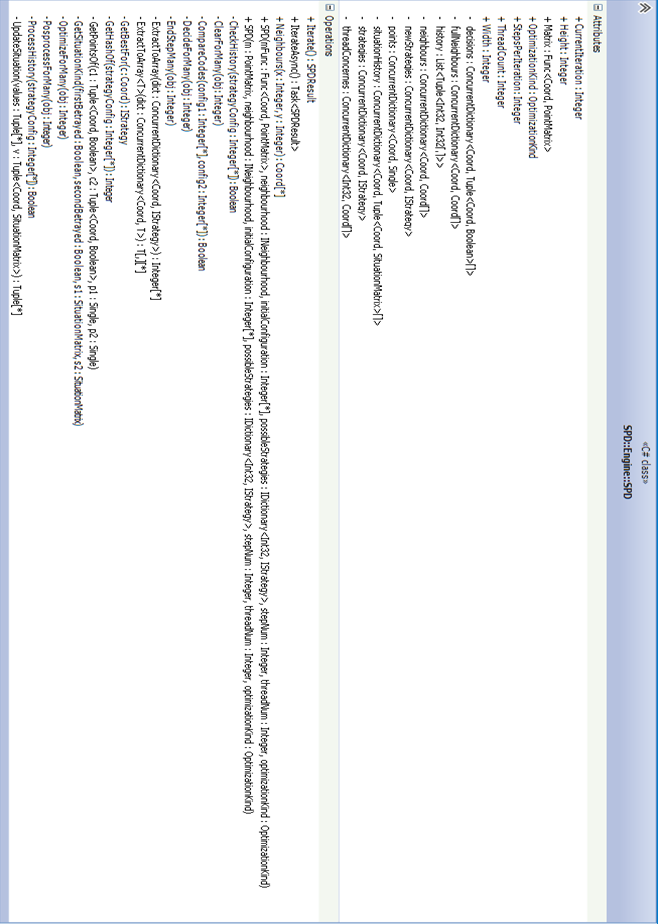 «C# class»
SPD::Engine::SPD
Attributes
+ CurrentIteration : Integer
+ Height : Integer
+ Matrix : Func<Coord, PointMatrix>
+ OptimizationKind : OptimizationKind
+ StepsPerIteration : Integer
+ ThreadCount : Integer
+ Width : Integer
- decisions : ConcurrentDictionary<Coord, Tuple<Coord, Boolean>[]>
- fullNeighbours : ConcurrentDictionary<Coord, Coord[]>
- history : List<Tuple<Int32, Int32[,]>>
- neighbours : ConcurrentDictionary<Coord, Coord[]>
- newStrategies : ConcurrentDictionary<Coord, IStrategy>
- points : ConcurrentDictionary<Coord, Single>
- situationHistory : ConcurrentDictionary<Coord, Tuple<Coord, SituationMatrix>[]>
- strategies : ConcurrentDictionary<Coord, IStrategy>
- threadConcernes : ConcurrentDictionary<Int32, Coord[]>
Operations
+ Iterate() : SPDResult
+ IterateAsync() : Task<SPDResult>
+ Neighbours(x : Integer, y : Integer) : Coord[*]
+ SPD(mFunc : Func<Coord, PointMatrix>, neighbourhood : INeighbourhood, initialConfiguration : Integer[*], possibleStrategies : IDictionary<Int32, IStrategy>, stepNum : Integer, threadNum : Integer, optimizationKind : OptimizationKind)
+ SPD(m : PointMatrix, neighbourhood : INeighbourhood, initialConfiguration : Integer[*], possibleStrategies : IDictionary<Int32, IStrategy>, stepNum : Integer, threadNum : Integer, optimizationKind : OptimizationKind)
- CheckHistory(strategyConfig : Integer[*]) : Boolean
- ClearForMany(obj : Integer)
- CompareCodes(config1 : Integer[*], config2 : Integer[*]) : Boolean
- DecideForMany(obj : Integer)
- EndStepMany(obj : Integer)
- ExtractToArray(dict : ConcurrentDictionary<Coord, IStrategy>) : Integer[*]
- ExtractToArray<T>(dict : ConcurrentDictionary<Coord, T>) : T[,][*]
- GetBestFor(c : Coord) : IStrategy
- GetHashOf(strategyConfig : Integer[*]) : Integer
- GetPointsOf(c1 : Tuple<Coord, Boolean>, c2 : Tuple<Coord, Boolean>, p1 : Single, p2 : Single)
- GetSituationKind(firstBetrayed : Boolean, secondBetrayed : Boolean, s1 : SituationMatrix, s2 : SituationMatrix)
- OptimizeForMany(obj : Integer)
- PosprocessForMany(obj : Integer)
- ProcessHistory(strategyConfig : Integer[*]) : Boolean
- UpdateSituation(values : Tuple[*], v : Tuple<Coord, SituationMatrix>) : Tuple[*]